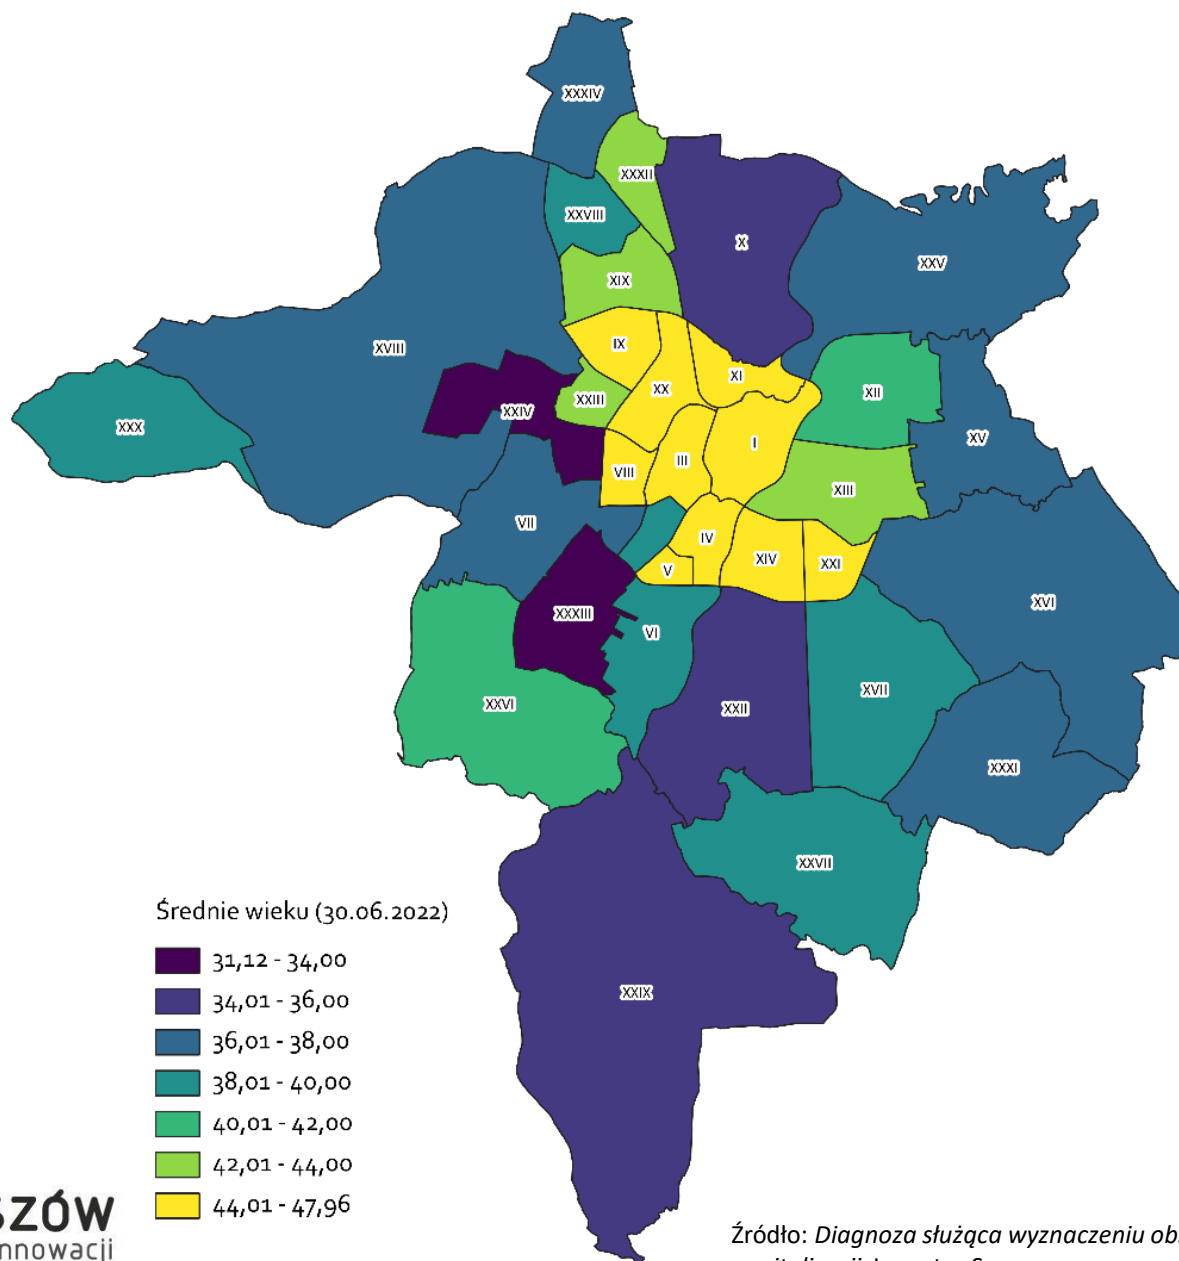 XXXIV
XXXII
XXVIII
X
XXV
XIX
XVIII
IX
XI
XX
XII
XXIII
XXIV
XXX
XV
I
III
VIII
XIII
VII
IV
XIV
XXI
V
XVI
XXXIII
VI
XVII
XXVI
XXII
XXXI
XXVII
XXIX
Średnie wieku (30.06.2022)
31,12 - 34,00
34,01 - 36,00
36,01 - 38,00
38,01 - 40,00
40,01 - 42,00
42,01 - 44,00
44,01 - 47,96
SZÓW
nnowacji
Źródło: Diagnoza służąca wyznaczeniu obs